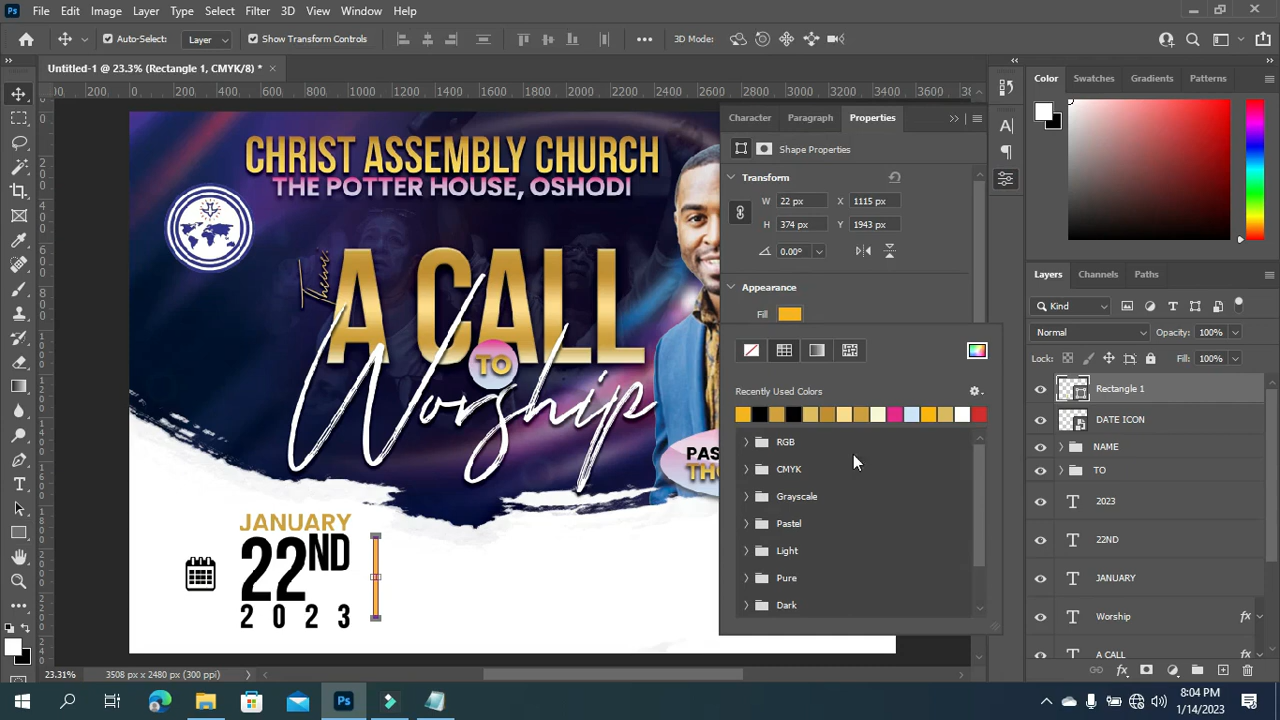 Ps File Edit Image Layer Type Select Filter 3D View Window Help
Auto-Select: Layer Show Transform Controls 3D Mode:
Untitled-1 @ 23.3% (Rectangle 1, CMYK/8) *
Color Swatches Gradients Patterns
Character Paragraph Properties
Shape Properties
Transform
W 22 px X 1115 px
H 374 px Y 1943 px
0.00°
Appearance
Fill
Recently Used Colors
RGB
CMYK
Grayscale
Pastel
Light
Pure
Dark
CHRIST ASSEMBLY CHURCH
THE POTTER HOUSE, OSHODI
Theme:
A CALL
TO
Worship
PAS
THO
JANUARY
22ND
2023
Layers Channels Paths
Kind
Normal Opacity: 100%
Lock: Fill: 100%
Rectangle 1
DATE ICON
NAME
TO
T 2023
T 22ND
T JANUARY
T Worship fx
T A CALL fx
23.31% 3508 px x 2480 px (300 ppi)
8:04 PM
1/14/2023